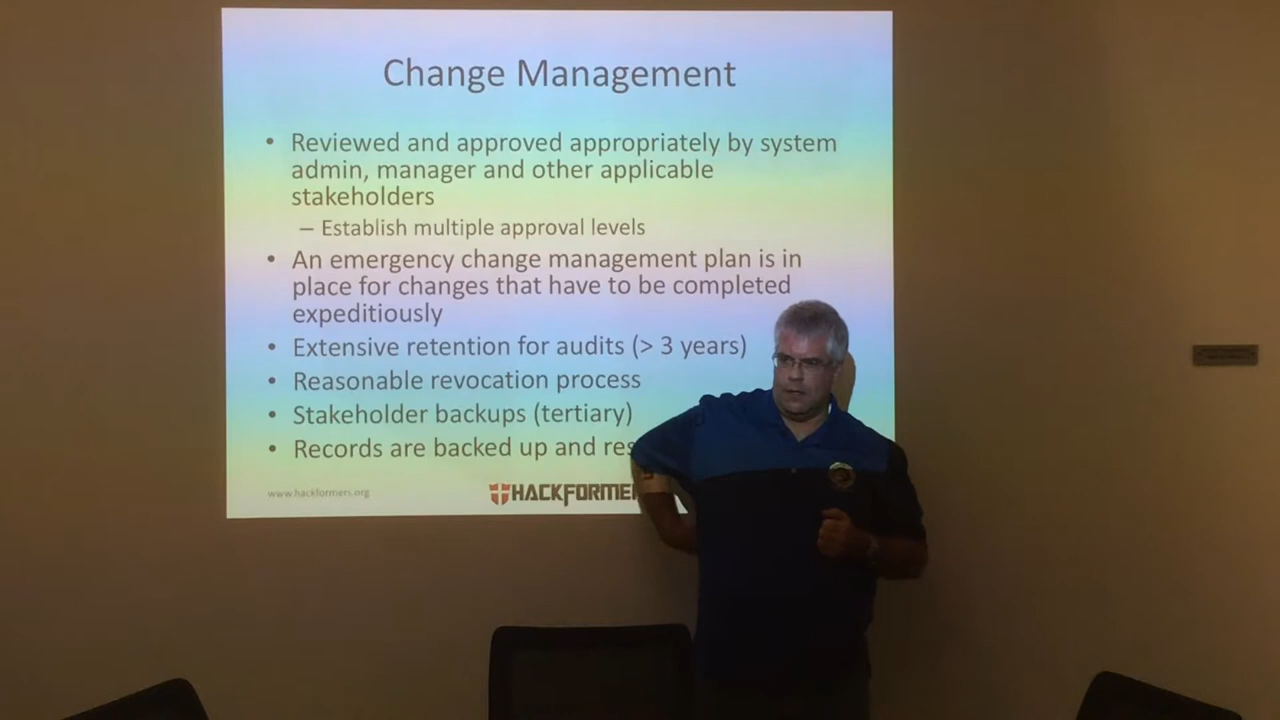 Change Management
• Reviewed and approved appropriately by system
admin, manager and other applicable
stakeholders
– Establish multiple approval levels
• An emergency change management plan is in
place for changes that have to be completed
expeditiously
• Extensive retention for audits (> 3 years)
• Reasonable revocation process
• Stakeholder backups (tertiary)
• Records are backed up and
www.hackformers.org